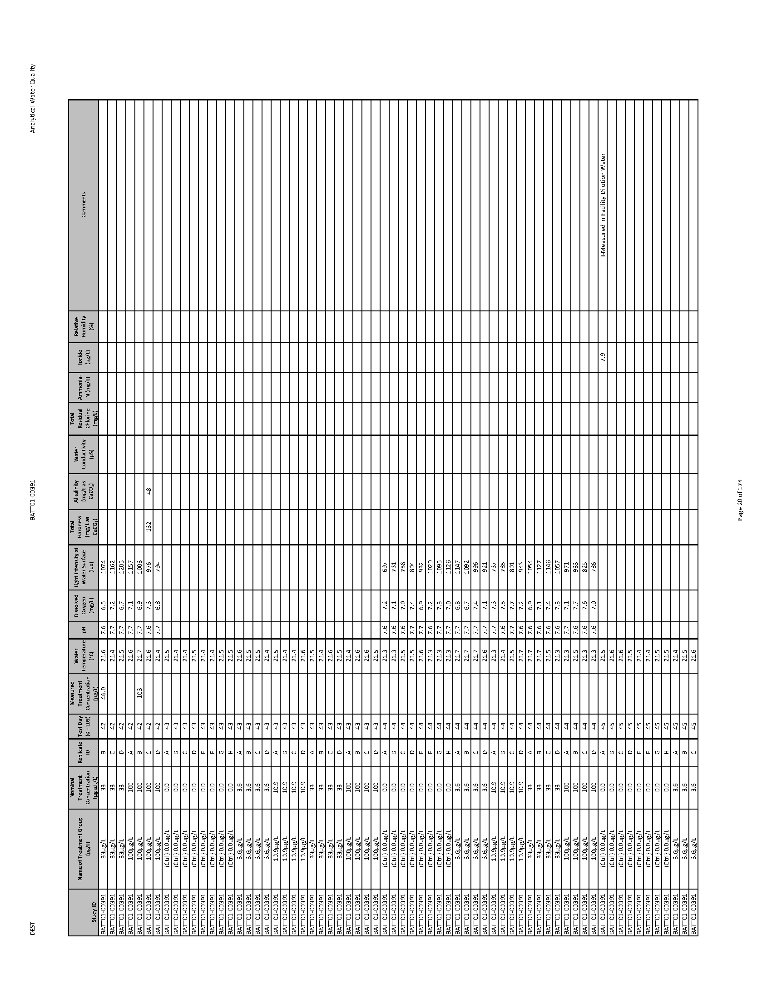 DEST BATT01-00391 Analytical Water Quality
Study ID Name of Treatment Group (µg/L) Nominal Treatment Concentration (µg a.i./L) Replicate ID Test Day (0 - 109) Measured Treatment Concentration (µg/L) Water Temperature (°C) pH Dissolved Oxygen (mg/L) Light Intensity at Water Surface (lux) Total Hardness (mg/L as CaCO₃) Alkalinity (mg/L as CaCO₃) Water Conductivity (µS) Total Residual Chlorine (mg/L) Ammonia-N (mg/L) Iodide (µg/L) Relative Humidity (%) Comments
BATT01-00391 33µg/L 33 B 42 46.0 21.6 7.6 6.5 1074
BATT01-00391 33µg/L 33 C 42 21.4 7.7 7.2 1162
BATT01-00391 33µg/L 33 D 42 21.5 7.7 6.7 1205
BATT01-00391 100µg/L 100 A 42 21.6 7.7 7.1 1157
BATT01-00391 100µg/L 100 B 42 103 21.7 7.7 6.9 1003
BATT01-00391 100µg/L 100 C 42 21.6 7.6 7.3 976 132 48
BATT01-00391 100µg/L 100 D 42 21.4 7.7 6.8 794
BATT01-00391 (Ctrl) 0.0µg/L 0.0 A 43 21.5
BATT01-00391 (Ctrl) 0.0µg/L 0.0 B 43 21.4
BATT01-00391 (Ctrl) 0.0µg/L 0.0 C 43 21.4
BATT01-00391 (Ctrl) 0.0µg/L 0.0 D 43 21.5
BATT01-00391 (Ctrl) 0.0µg/L 0.0 E 43 21.4
BATT01-00391 (Ctrl) 0.0µg/L 0.0 F 43 21.4
BATT01-00391 (Ctrl) 0.0µg/L 0.0 G 43 21.5
BATT01-00391 (Ctrl) 0.0µg/L 0.0 H 43 21.5
BATT01-00391 3.6µg/L 3.6 A 43 21.6
BATT01-00391 3.6µg/L 3.6 B 43 21.5
BATT01-00391 3.6µg/L 3.6 C 43 21.5
BATT01-00391 3.6µg/L 3.6 D 43 21.4
BATT01-00391 10.9µg/L 10.9 A 43 21.5
BATT01-00391 10.9µg/L 10.9 B 43 21.4
BATT01-00391 10.9µg/L 10.9 C 43 21.4
BATT01-00391 10.9µg/L 10.9 D 43 21.6
BATT01-00391 33µg/L 33 A 43 21.5
BATT01-00391 33µg/L 33 B 43 21.4
BATT01-00391 33µg/L 33 C 43 21.6
BATT01-00391 33µg/L 33 D 43 21.5
BATT01-00391 100µg/L 100 A 43 21.4
BATT01-00391 100µg/L 100 B 43 21.6
BATT01-00391 100µg/L 100 C 43 21.6
BATT01-00391 100µg/L 100 D 43 21.5
BATT01-00391 (Ctrl) 0.0µg/L 0.0 A 44 21.3 7.6 7.2 697
BATT01-00391 (Ctrl) 0.0µg/L 0.0 B 44 21.3 7.6 7.1 731
BATT01-00391 (Ctrl) 0.0µg/L 0.0 C 44 21.3 7.6 7.0 756
BATT01-00391 (Ctrl) 0.0µg/L 0.0 D 44 21.5 7.7 7.4 804
BATT01-00391 (Ctrl) 0.0µg/L 0.0 E 44 21.6 7.7 6.9 932
BATT01-00391 (Ctrl) 0.0µg/L 0.0 F 44 21.3 7.6 7.2 1020
BATT01-00391 (Ctrl) 0.0µg/L 0.0 G 44 21.3 7.7 7.3 1095
BATT01-00391 (Ctrl) 0.0µg/L 0.0 H 44 21.3 7.7 7.0 1126
BATT01-00391 3.6µg/L 3.6 A 44 21.7 7.7 6.8 1147
BATT01-00391 3.6µg/L 3.6 B 44 21.7 7.7 6.7 1092
BATT01-00391 3.6µg/L 3.6 C 44 21.7 7.7 7.4 996
BATT01-00391 3.6µg/L 3.6 D 44 21.6 7.7 7.1 921
BATT01-00391 10.9µg/L 10.9 A 44 21.3 7.7 7.3 737
BATT01-00391 10.9µg/L 10.9 B 44 21.4 7.6 7.5 785
BATT01-00391 10.9µg/L 10.9 C 44 21.5 7.7 7.7 891
BATT01-00391 10.9µg/L 10.9 D 44 21.7 7.6 7.2 943
BATT01-00391 33µg/L 33 A 44 21.7 7.6 6.9 1054
BATT01-00391 33µg/L 33 B 44 21.7 7.6 7.1 1127
BATT01-00391 33µg/L 33 C 44 21.5 7.6 7.4 1146
BATT01-00391 33µg/L 33 D 44 21.3 7.6 7.3 1057
BATT01-00391 100µg/L 100 A 44 21.3 7.7 7.1 971
BATT01-00391 100µg/L 100 B 44 21.5 7.6 7.7 933
BATT01-00391 100µg/L 100 C 44 21.3 7.6 7.6 825
BATT01-00391 100µg/L 100 D 44 21.3 7.6 7.0 786
BATT01-00391 (Ctrl) 0.0µg/L 0.0 A 45 21.5 7.9 I-Measured in Facility Dilution Water
BATT01-00391 (Ctrl) 0.0µg/L 0.0 B 45 21.6
BATT01-00391 (Ctrl) 0.0µg/L 0.0 C 45 21.6
BATT01-00391 (Ctrl) 0.0µg/L 0.0 D 45 21.5
BATT01-00391 (Ctrl) 0.0µg/L 0.0 E 45 21.4
BATT01-00391 (Ctrl) 0.0µg/L 0.0 F 45 21.4
BATT01-00391 (Ctrl) 0.0µg/L 0.0 G 45 21.5
BATT01-00391 (Ctrl) 0.0µg/L 0.0 H 45 21.5
BATT01-00391 3.6µg/L 3.6 A 45 21.4
BATT01-00391 3.6µg/L 3.6 B 45 21.5
BATT01-00391 3.6µg/L 3.6 C 45 21.6
Page 20 of 174